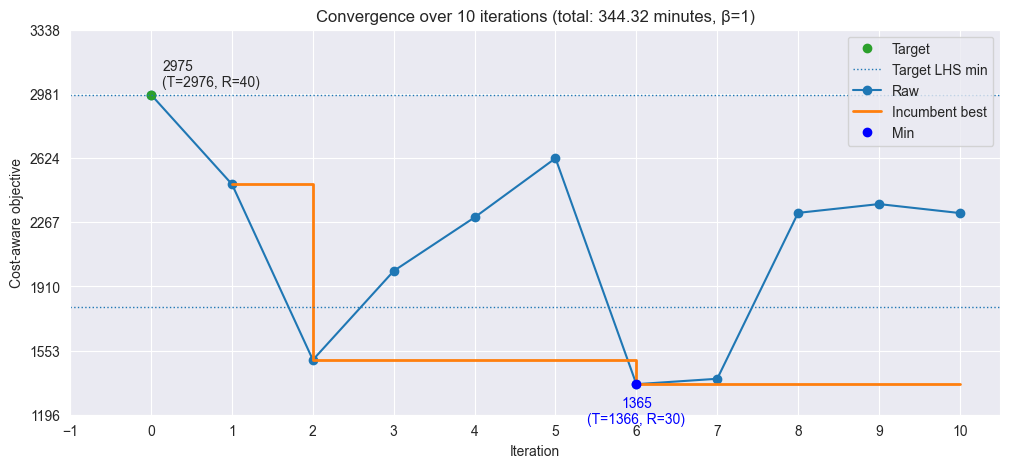 Convergence over 10 iterations (total: 344.32 minutes, β=1)
3338
2981
2624
2267
1910
1553
1196
Cost-aware objective
2975
(T=2976, R=40)
Target
Target LHS min
Raw
Incumbent best
Min
1365
(T=1366, R=30)
−1
0
1
2
3
4
5
6
7
8
9
10
Iteration